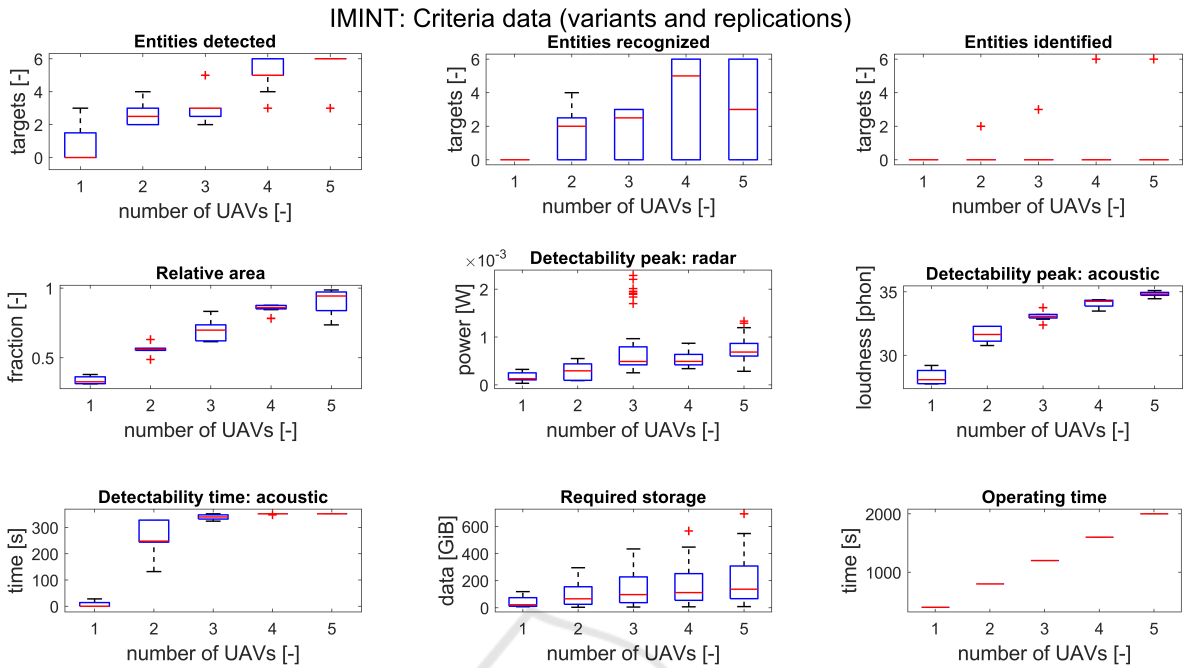 IMINT: Criteria data (variants and replications)
Entities detected
targets [-]
6
4
2
0
1 2 3 4 5
number of UAVs [-]
Entities recognized
targets [-]
6
4
2
0
1 2 3 4 5
number of UAVs [-]
Entities identified
targets [-]
6
4
2
0
1 2 3 4 5
number of UAVs [-]
Relative area
fraction [-]
1
0.5
1 2 3 4 5
number of UAVs [-]
Detectability peak: radar
×10⁻³
power [W]
2
1
0
1 2 3 4 5
number of UAVs [-]
Detectability peak: acoustic
loudness [phon]
35
30
1 2 3 4 5
number of UAVs [-]
Detectability time: acoustic
time [s]
300
200
100
0
1 2 3 4 5
number of UAVs [-]
Required storage
data [GiB]
600
400
200
0
1 2 3 4 5
number of UAVs [-]
Operating time
time [s]
2000
1000
1 2 3 4 5
number of UAVs [-]